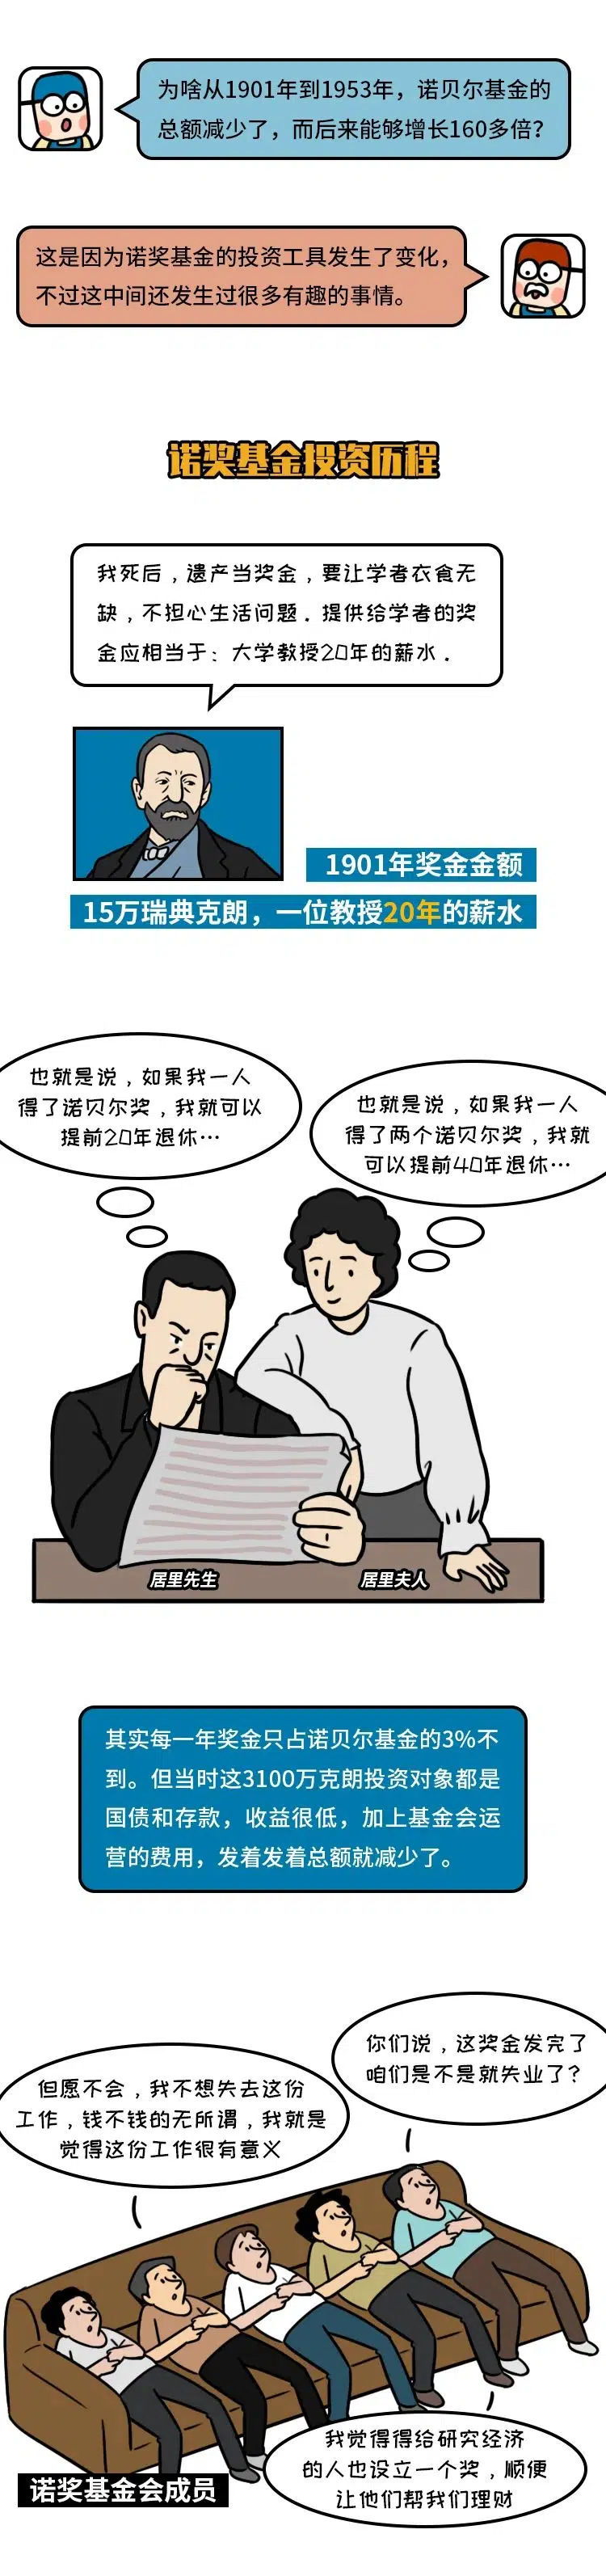 为啥从1901年到1953年，诺贝尔基金的
总额减少了，而后来能够增长160多倍？
这是因为诺奖基金的投资工具发生了变化，
不过这中间还发生过很多有趣的事情。
诺奖基金投资历程
我死后，遗产当奖金，要让学者衣食无
缺，不担心生活问题．提供给学者的奖
金应相当于：大学教授20年的薪水．
1901年奖金金额
15万瑞典克朗，一位教授20年的薪水
也就是说，如果我一人
得了诺贝尔奖，我就可以
提前20年退休…
也就是说，如果我一人
得了两个诺贝尔奖，我就
可以提前40年退休…
居里先生
居里夫人
其实每一年奖金只占诺贝尔基金的3%不
到。但当时这3100万克朗投资对象都是
国债和存款，收益很低，加上基金会运
营的费用，发着发着总额就减少了。
你们说，这奖金发完了
咱们是不是就失业了？
但愿不会，我不想失去这份
工作，钱不钱的无所谓，我就是
觉得这份工作很有意义
我觉得得给研究经济
的人也设立一个奖，顺便
让他们帮我们理财
诺奖基金会成员